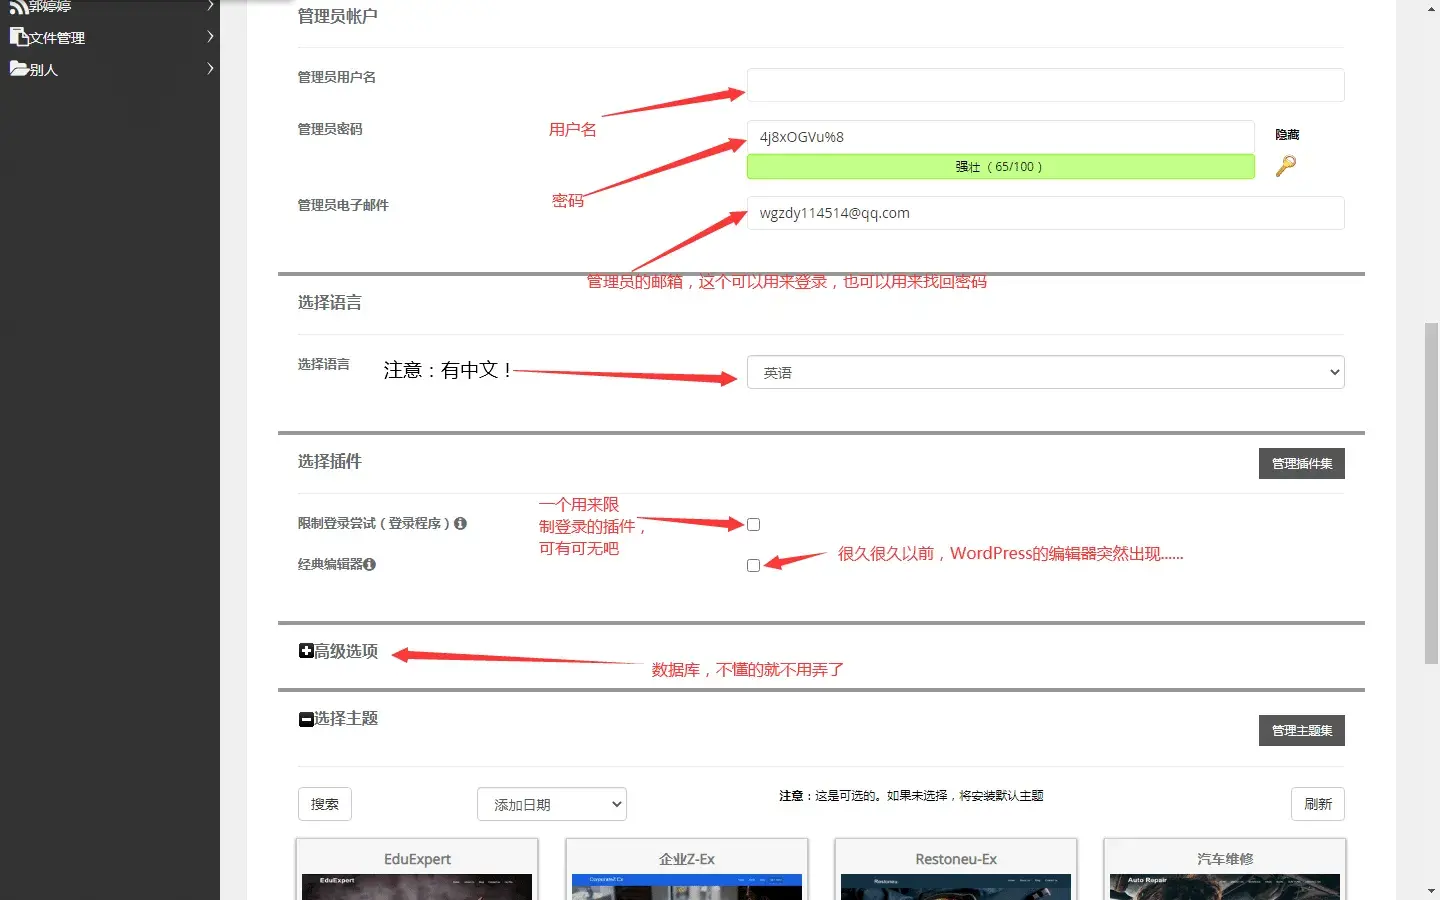 郭婷婷
文件管理
别人
管理员帐户
管理员用户名
用户名
管理员密码
4j8xOGVu%8
隐藏
强壮 ( 65/100 )
密码
管理员电子邮件
wgzdy114514@qq.com
管理员的邮箱，这个可以用来登录，也可以用来找回密码
选择语言
选择语言
注意：有中文！
英语
选择插件
管理插件集
限制登录尝试（登录程序）
一个用来限
制登录的插件，
可有可无吧
经典编辑器
很久很久以前，WordPress的编辑器突然出现......
高级选项
数据库，不懂的就不用弄了
选择主题
管理主题集
搜索
添加日期
注意：这是可选的。如果未选择，将安装默认主题
刷新
EduExpert
企业Z-Ex
Restoneu-Ex
汽车维修
EduExpert
Corporatez Ex
Restoneu
Auto Repair